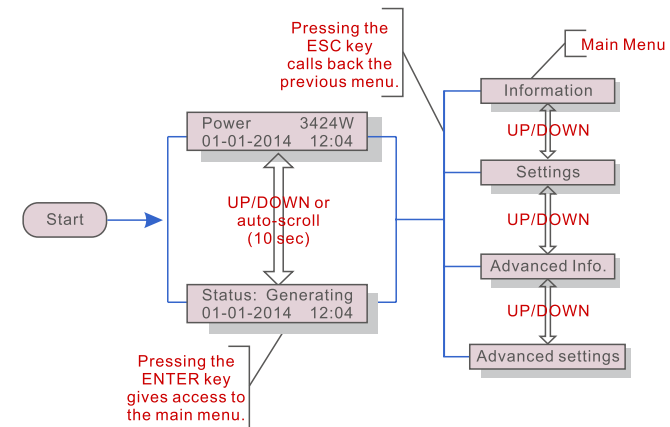 Pressing the
ESC key
calls back the
previous menu.
Main Menu
Information
UP/DOWN
Settings
UP/DOWN
Advanced Info.
UP/DOWN
Advanced settings
Power 3424W
01-01-2014 12:04
UP/DOWN or
auto-scroll
(10 sec)
Start
Status: Generating
01-01-2014 12:04
Pressing the
ENTER key
gives access to
the main menu.